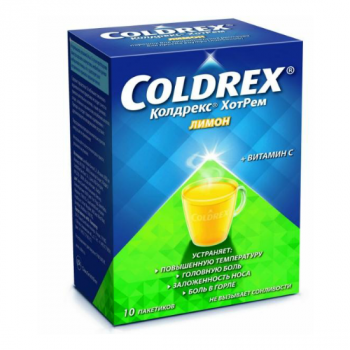 COLDREX®
Колдрекс® ХотРем
ЛИМОН
+ ВИТАМИН С
COLDREX
УСТРАНЯЕТ:
• ПОВЫШЕННУЮ ТЕМПЕРАТУРУ
• ГОЛОВНУЮ БОЛЬ
• ЗАЛОЖЕННОСТЬ НОСА
• БОЛЬ В ГОРЛЕ
10 ПАКЕТИКОВ
НЕ ВЫЗЫВАЕТ СОНЛИВОСТИ